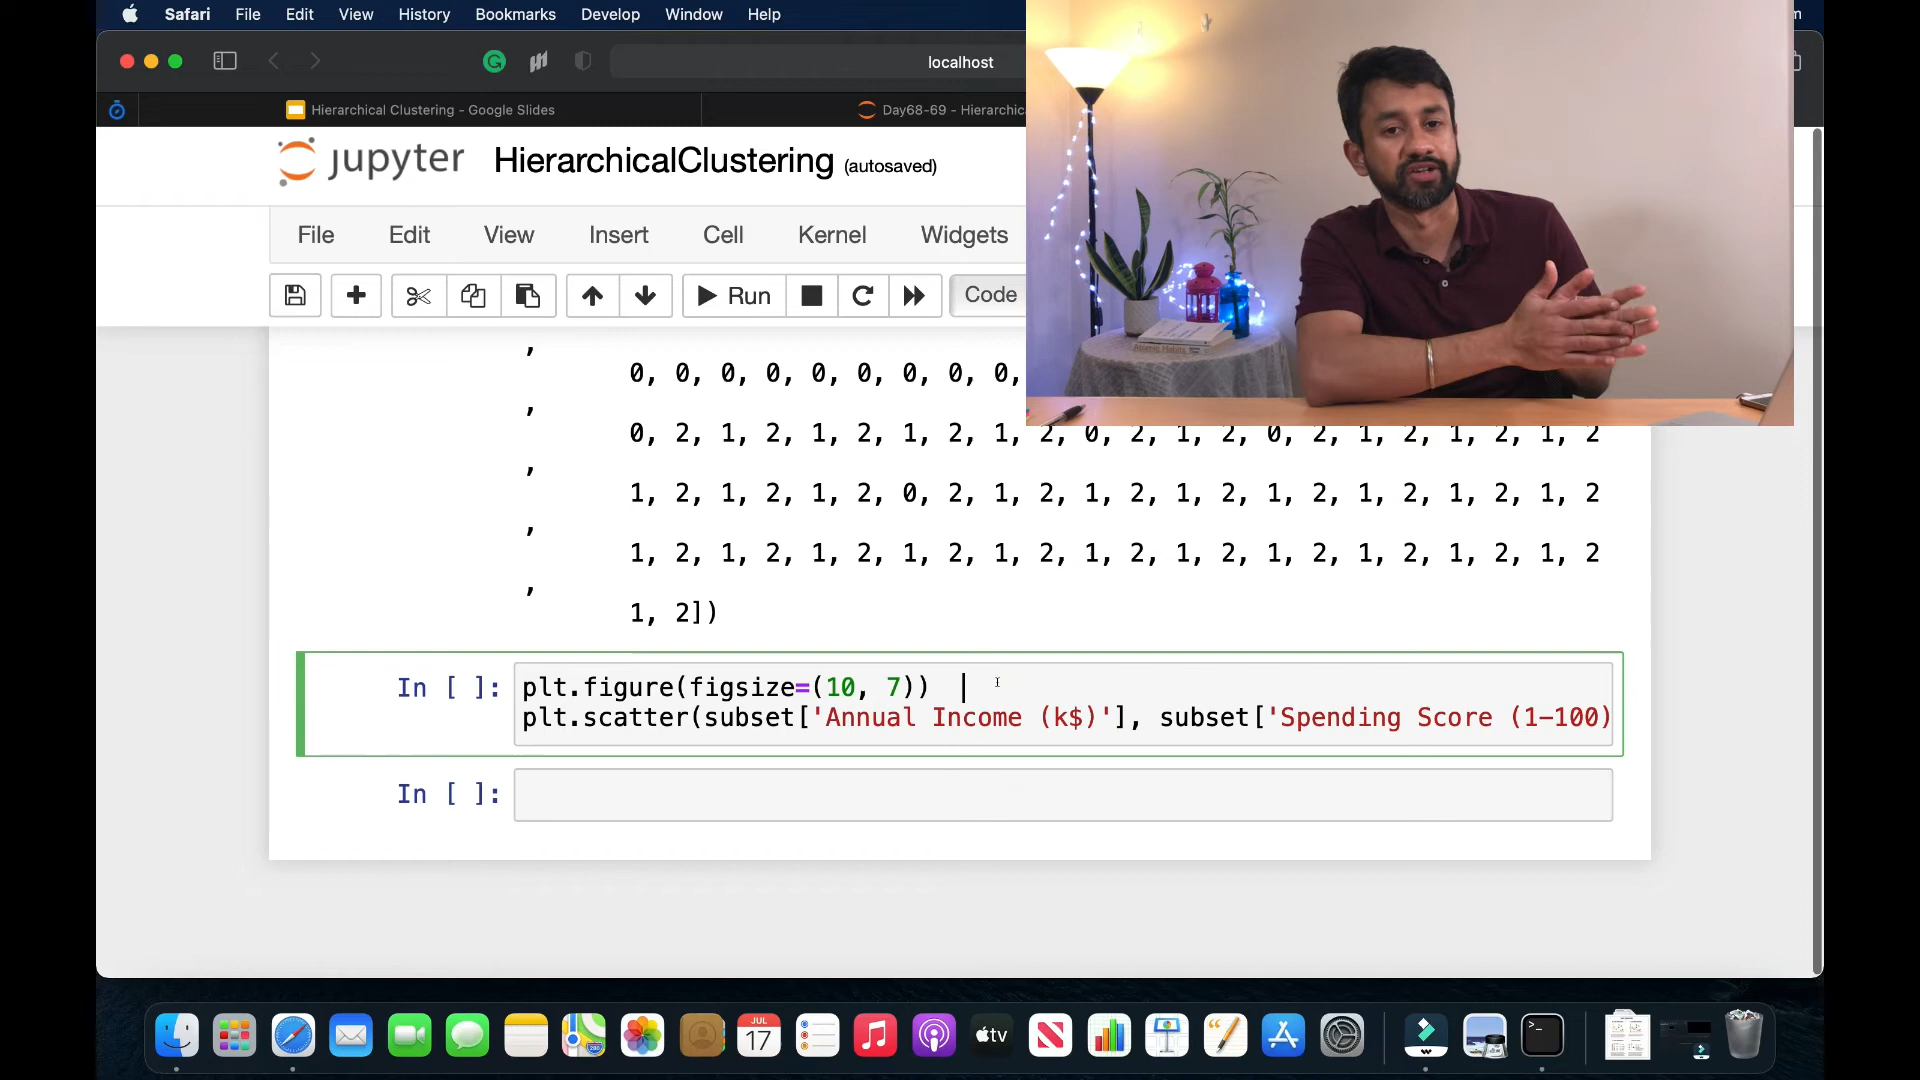 Safari File Edit View History Bookmarks Develop Window Help
localhost
Hierarchical Clustering - Google Slides
Day68-69 - Hierarchic
jupyter HierarchicalClustering (autosaved)
File Edit View Insert Cell Kernel Widgets
Run Code
,
0, 0, 0, 0, 0, 0, 0, 0, 0,
,
0, 2, 1, 2, 1, 2, 1, 2, 1, 2, 0, 2, 1, 2, 0, 2, 1, 2, 1, 2, 1, 2
,
1, 2, 1, 2, 1, 2, 0, 2, 1, 2, 1, 2, 1, 2, 1, 2, 1, 2, 1, 2, 1, 2
,
1, 2, 1, 2, 1, 2, 1, 2, 1, 2, 1, 2, 1, 2, 1, 2, 1, 2, 1, 2, 1, 2
,
1, 2])
In [ ]: plt.figure(figsize=(10, 7))
plt.scatter(subset['Annual Income (k$)'], subset['Spending Score (1-100)
In [ ]:
JUL
17
tv